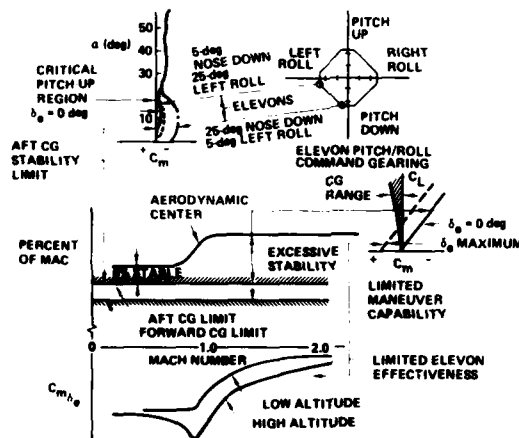 α (deg)
50
40
30
10
CRITICAL
PITCH UP
REGION
δe = 0 deg
AFT CG
STABILITY
LIMIT
+ Cm -
5-deg
NOSE DOWN
25-deg
LEFT ROLL
ELEVONS
25-deg NOSE DOWN
5-deg LEFT ROLL
PITCH
UP
LEFT
ROLL
RIGHT
ROLL
PITCH
DOWN
ELEVON PITCH/ROLL
COMMAND GEARING
CG
RANGE
CL
δe = 0 deg
δe MAXIMUM
+ Cm -
LIMITED
MANEUVER
CAPABILITY
AERODYNAMIC
CENTER
PERCENT
OF MAC
EXCESSIVE
STABILITY
AFT CG LIMIT
FORWARD CG LIMIT
0 1.0 2.0
MACH NUMBER
LIMITED ELEVON
EFFECTIVENESS
Cmδe
LOW ALTITUDE
HIGH ALTITUDE